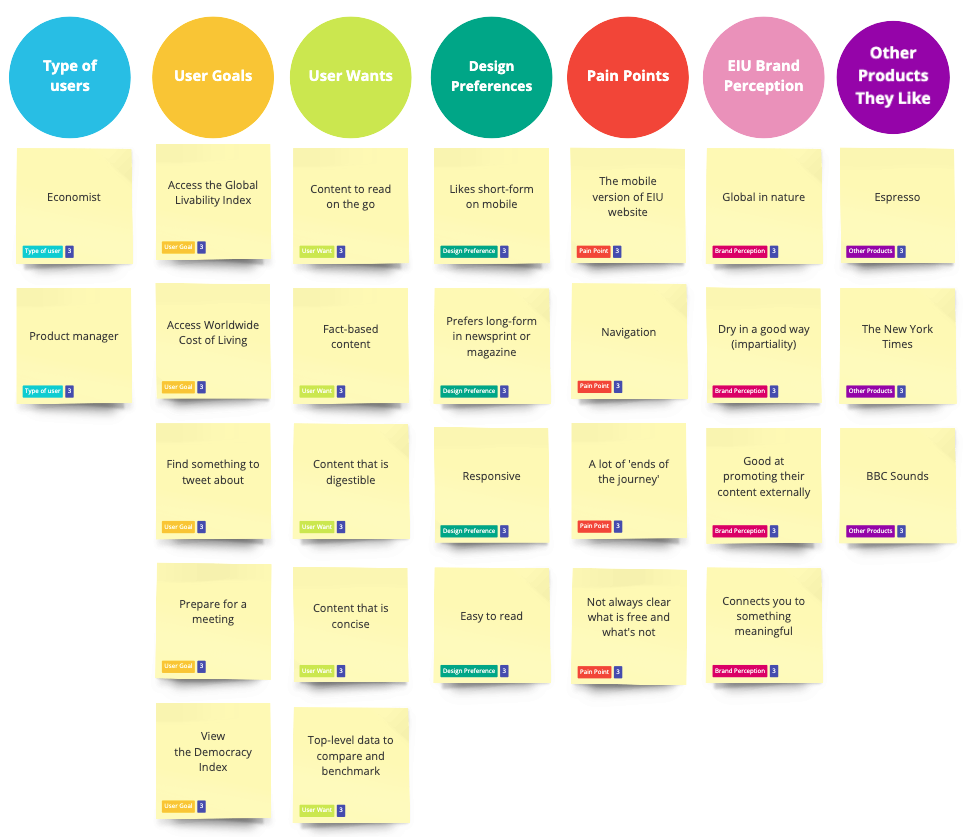 Type of
users
User Goals
User Wants
Design
Preferences
Pain Points
EIU Brand
Perception
Other
Products
They Like
Economist
Type of user 3
Product manager
Type of user 3
Access the Global
Livability Index
User Goal 3
Access Worldwide
Cost of Living
User Goal 3
Find something to
tweet about
User Goal 3
Prepare for a
meeting
User Goal 3
View
the Democracy
Index
User Goal 3
Content to read
on the go
User Want 3
Fact-based
content
User Want 3
Content that is
digestible
User Want 3
Content that is
concise
User Want 3
Top-level data to
compare and
benchmark
User Want 3
Likes short-form
on mobile
Design Preference 3
Prefers long-form
in newsprint or
magazine
Design Preference 3
Responsive
Design Preference 3
Easy to read
Design Preference 3
The mobile
version of EIU
website
Pain Point 3
Navigation
Pain Point 3
A lot of 'ends of
the journey'
Pain Point 3
Not always clear
what is free and
what's not
Pain Point 3
Global in nature
Brand Perception 3
Dry in a good way
(impartiality)
Brand Perception 3
Good at
promoting their
content externally
Brand Perception 3
Connects you to
something
meaningful
Brand Perception 3
Espresso
Other Products 3
The New York
Times
Other Products 3
BBC Sounds
Other Products 3